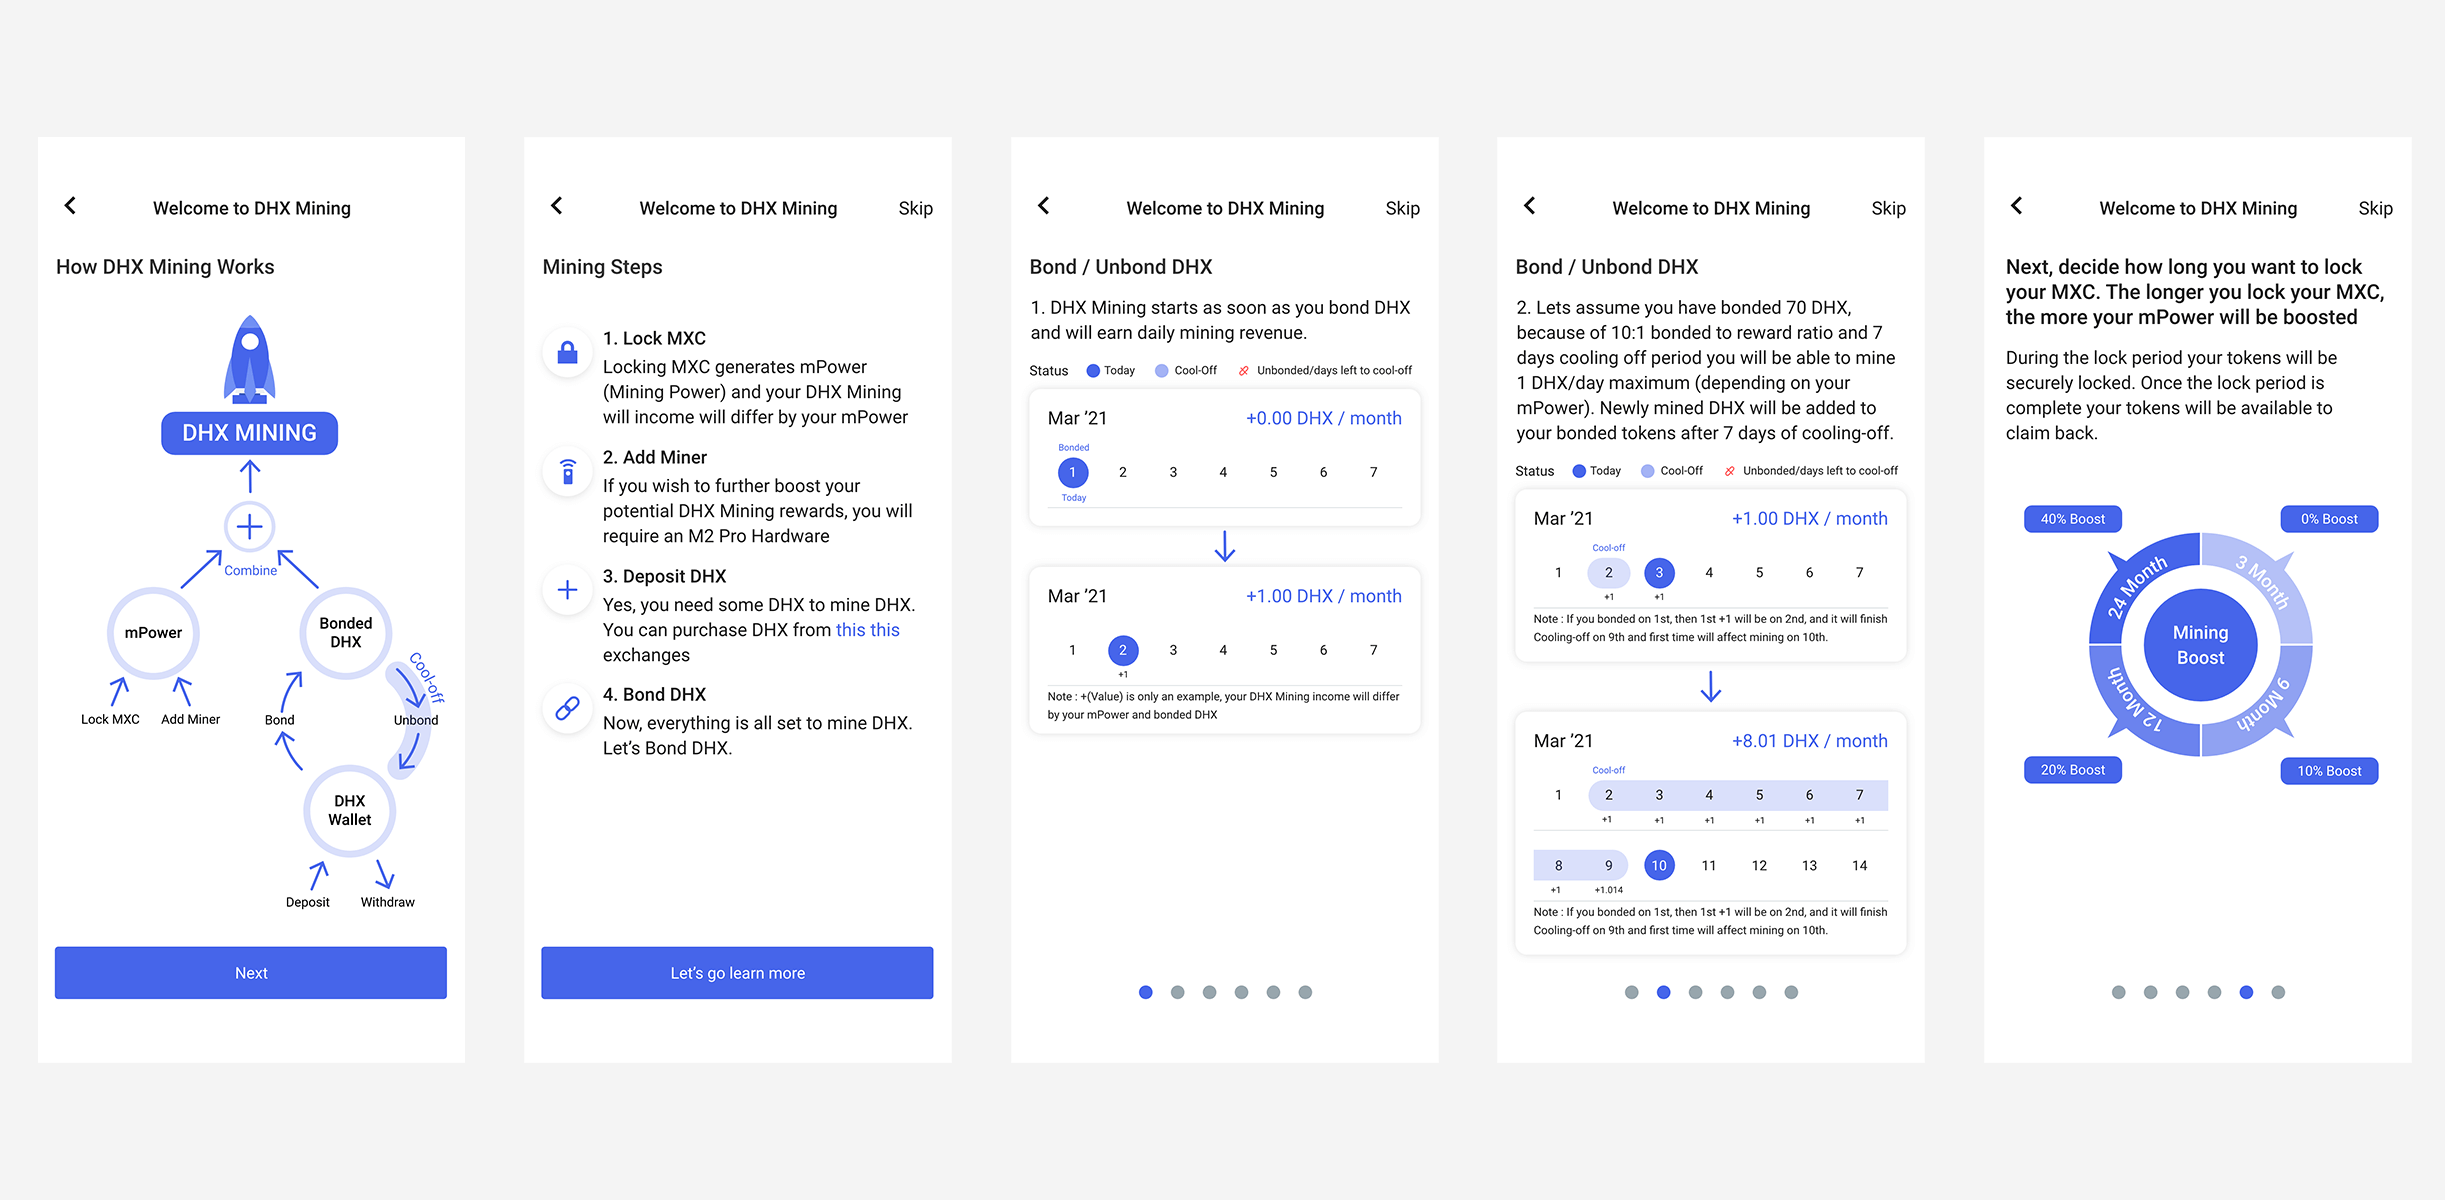 Welcome to DHX Mining
How DHX Mining Works
DHX MINING
Combine
mPower
Bonded
DHX
Cool-off
Lock MXC
Add Miner
Bond
Unbond
DHX
Wallet
Deposit
Withdraw
Next
Welcome to DHX Mining
Skip
Mining Steps
1. Lock MXC
Locking MXC generates mPower
(Mining Power) and your DHX Mining
will income will differ by your mPower
2. Add Miner
If you wish to further boost your
potential DHX Mining rewards, you will
require an M2 Pro Hardware
3. Deposit DHX
Yes, you need some DHX to mine DHX.
You can purchase DHX from this this
exchanges
4. Bond DHX
Now, everything is all set to mine DHX.
Let's Bond DHX.
Let's go learn more
Welcome to DHX Mining
Skip
Bond / Unbond DHX
1. DHX Mining starts as soon as you bond DHX
and will earn daily mining revenue.
Status Today Cool-Off Unbonded/days left to cool-off
Mar '21 +0.00 DHX / month
Bonded
1 2 3 4 5 6 7
Today
Mar '21 +1.00 DHX / month
1 2 3 4 5 6 7
+1
Note : +(Value) is only an example, your DHX Mining income will differ
by your mPower and bonded DHX
Welcome to DHX Mining
Skip
Bond / Unbond DHX
2. Lets assume you have bonded 70 DHX,
because of 10:1 bonded to reward ratio and 7
days cooling off period you will be able to mine
1 DHX/day maximum (depending on your
mPower). Newly mined DHX will be added to
your bonded tokens after 7 days of cooling-off.
Status Today Cool-Off Unbonded/days left to cool-off
Mar '21 +1.00 DHX / month
Cool-off
1 2 3 4 5 6 7
+1 +1
Note : If you bonded on 1st, then 1st +1 will be on 2nd, and it will finish
Cooling-off on 9th and first time will affect mining on 10th.
Mar '21 +8.01 DHX / month
Cool-off
1 2 3 4 5 6 7
+1 +1 +1 +1 +1 +1
8 9 10 11 12 13 14
+1 +1.014
Note : If you bonded on 1st, then 1st +1 will be on 2nd, and it will finish
Cooling-off on 9th and first time will affect mining on 10th.
Welcome to DHX Mining
Skip
Next, decide how long you want to lock
your MXC. The longer you lock your MXC,
the more your mPower will be boosted
During the lock period your tokens will be
securely locked. Once the lock period is
complete your tokens will be available to
claim back.
40% Boost
0% Boost
24 Month
3 Month
Mining
Boost
12 Month
9 Month
20% Boost
10% Boost